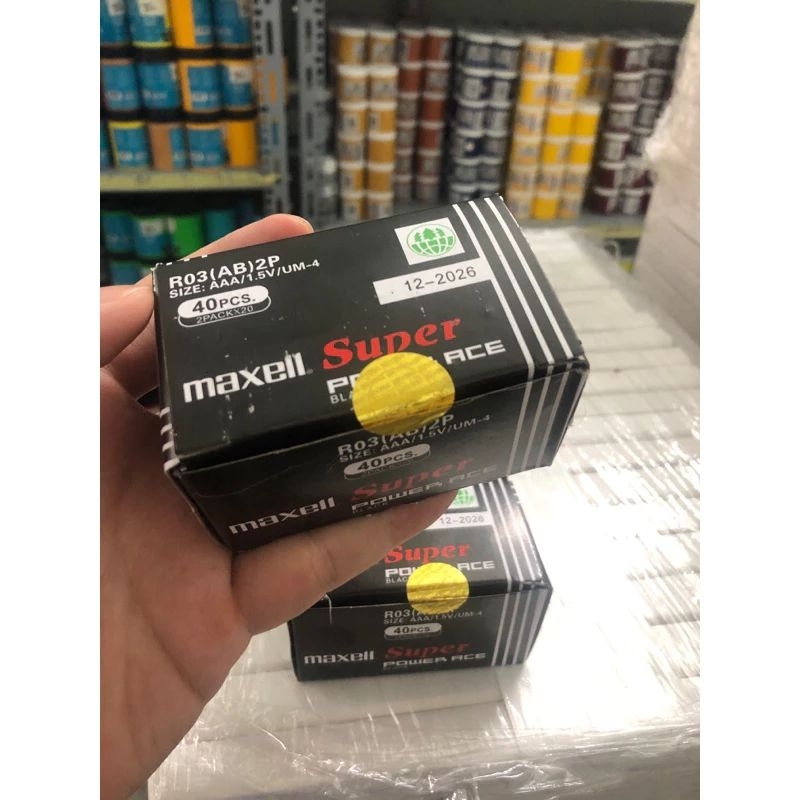 R03(AB)2P
SIZE: AAA/1.5V/UM-4
40PCS.
2PACKX20
12-2026
maxell
Super
POWER ACE
R03(AB)2P
SIZE: AAA/1.5V/UM-4
40PCS.
maxell
Super
POWER ACE
12-2026
Super
R03(
SIZE: AAA/1.5V/UM-4
40PCS.
maxell
Super
POWER ACE